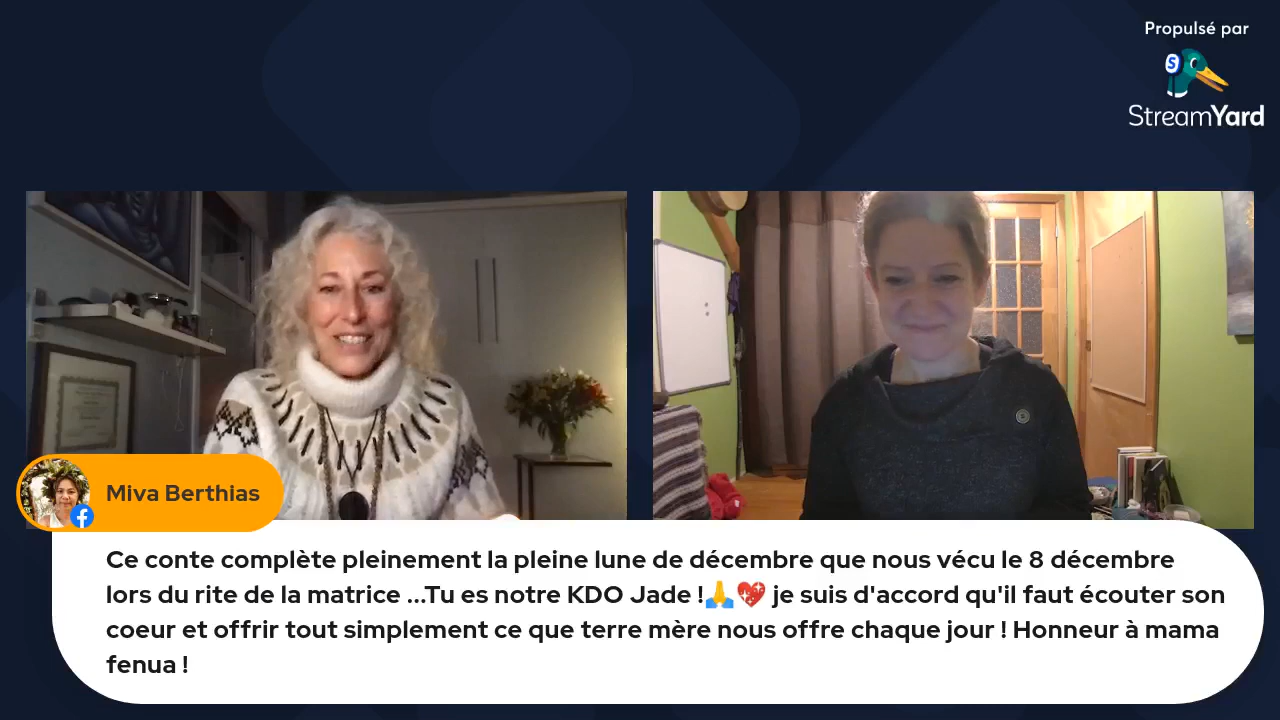 Propulsé par
StreamYard
Miva Berthias
Ce conte complète pleinement la pleine lune de décembre que nous vécu le 8 décembre
lors du rite de la matrice ...Tu es notre KDO Jade !🙏💖 je suis d'accord qu'il faut écouter son
coeur et offrir tout simplement ce que terre mère nous offre chaque jour ! Honneur à mama
fenua !